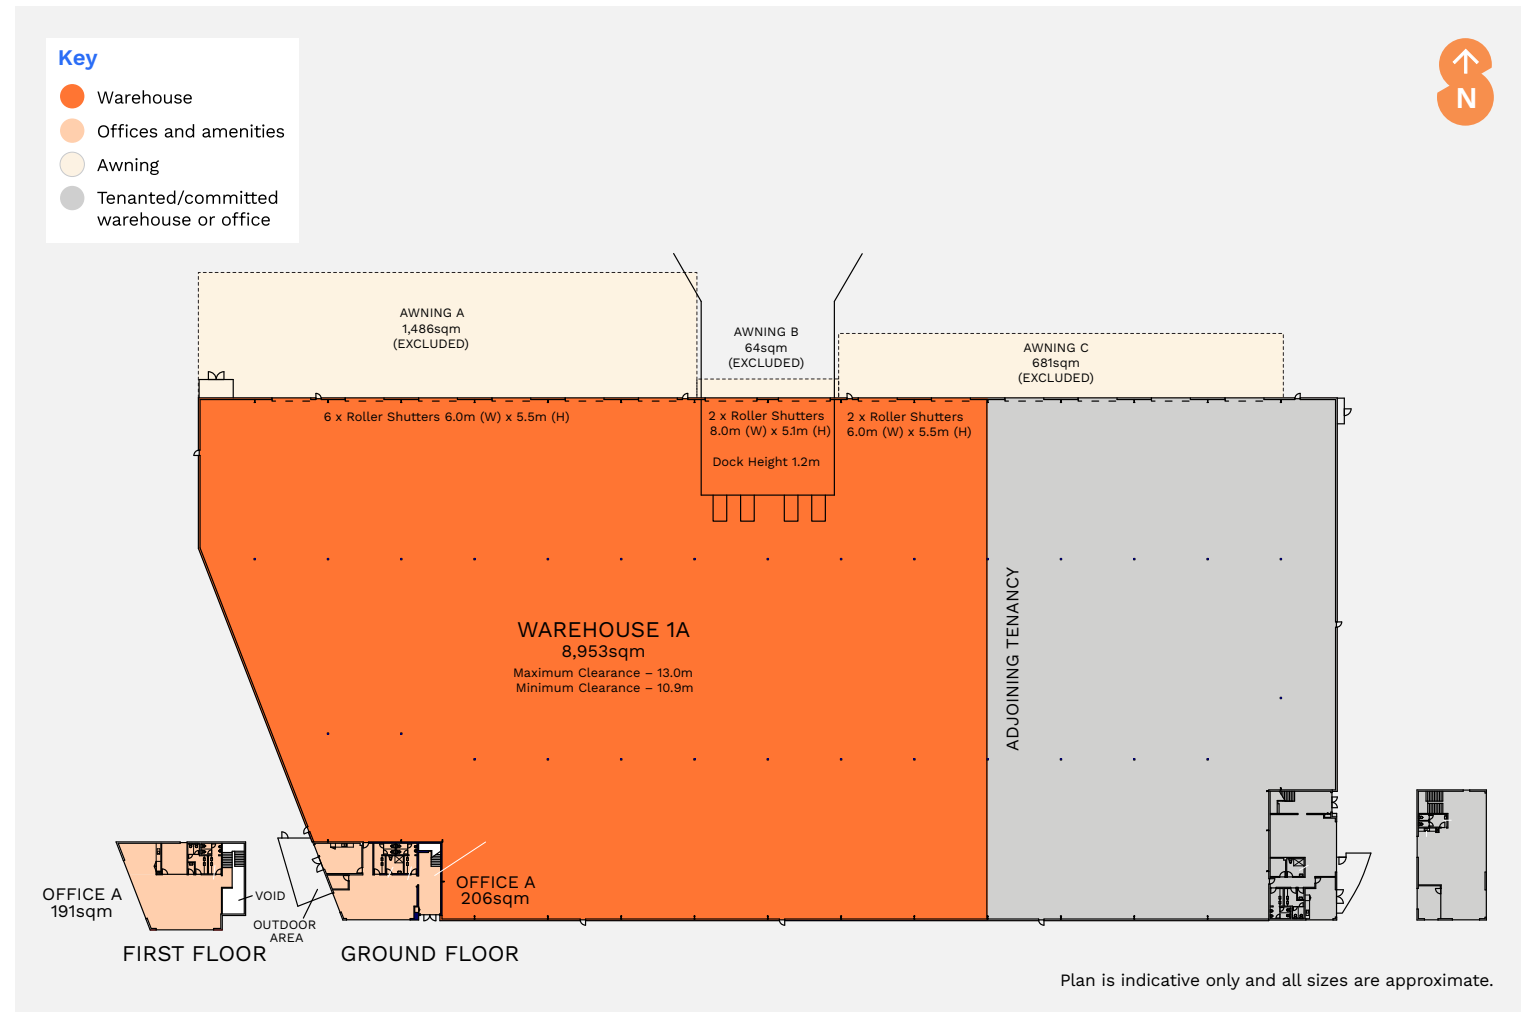 Key
Warehouse
Offices and amenities
Awning
Tenanted/committed
warehouse or office
N
AWNING A
1,486sqm
(EXCLUDED)
AWNING B
64sqm
(EXCLUDED)
AWNING C
681sqm
(EXCLUDED)
6 x Roller Shutters 6.0m (W) x 5.5m (H)
2 x Roller Shutters
8.0m (W) x 5.1m (H)
Dock Height 1.2m
2 x Roller Shutters
6.0m (W) x 5.5m (H)
WAREHOUSE 1A
8,953sqm
Maximum Clearance – 13.0m
Minimum Clearance – 10.9m
ADJOINING TENANCY
OFFICE A
191sqm
VOID
OUTDOOR
AREA
OFFICE A
206sqm
FIRST FLOOR
GROUND FLOOR
Plan is indicative only and all sizes are approximate.